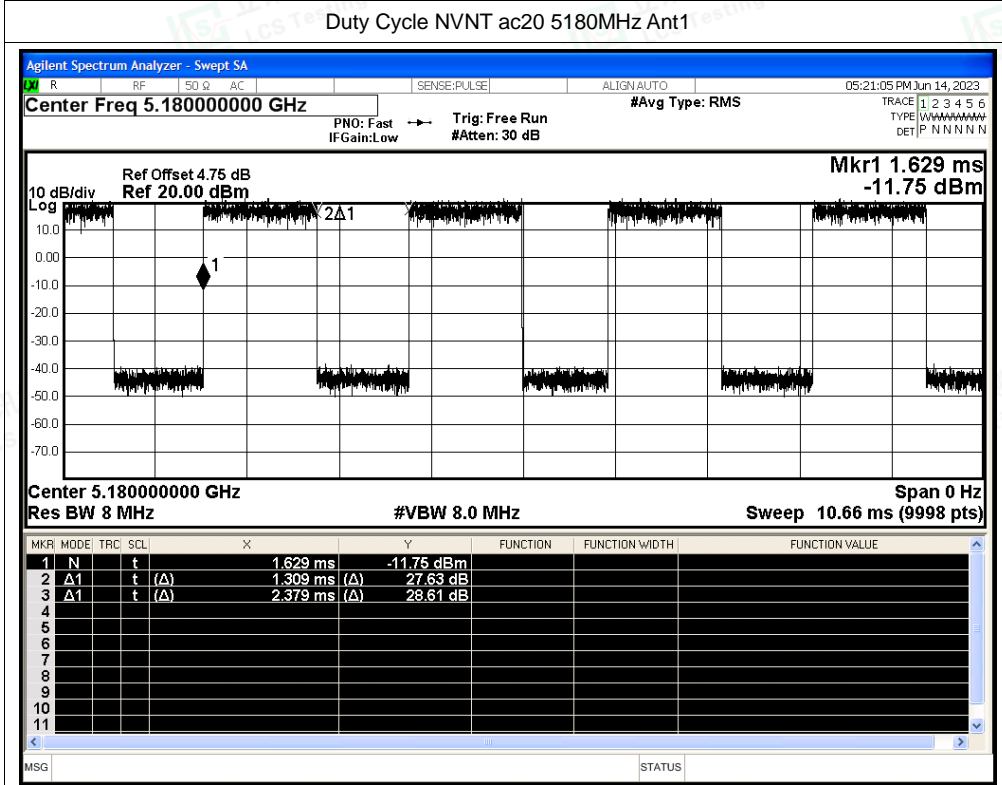 Duty Cycle NVNT ac20 5180MHz Ant1
Agilent Spectrum Analyzer - Swept SA
LXI R RF 50 Ω AC SENSE:PULSE ALIGN AUTO 05:21:05 PM Jun 14, 2023
Center Freq 5.180000000 GHz #Avg Type: RMS TRACE 1 2 3 4 5 6
PNO: Fast Trig: Free Run TYPE
IFGain:Low #Atten: 30 dB DET P N N N N N
Mkr1 1.629 ms
Ref Offset 4.75 dB
10 dB/div Ref 20.00 dBm -11.75 dBm
Log
2Δ1
10.0
0.00
1
-10.0
-20.0
-30.0
-40.0
-50.0
-60.0
-70.0
Center 5.180000000 GHz Span 0 Hz
Res BW 8 MHz #VBW 8.0 MHz Sweep 10.66 ms (9998 pts)
MKR MODE TRC SCL X Y FUNCTION FUNCTION WIDTH FUNCTION VALUE
1 N t 1.629 ms -11.75 dBm
2 Δ1 t (Δ) 1.309 ms (Δ) 27.63 dB
3 Δ1 t (Δ) 2.379 ms (Δ) 28.61 dB
4
5
6
7
8
9
10
11
MSG STATUS